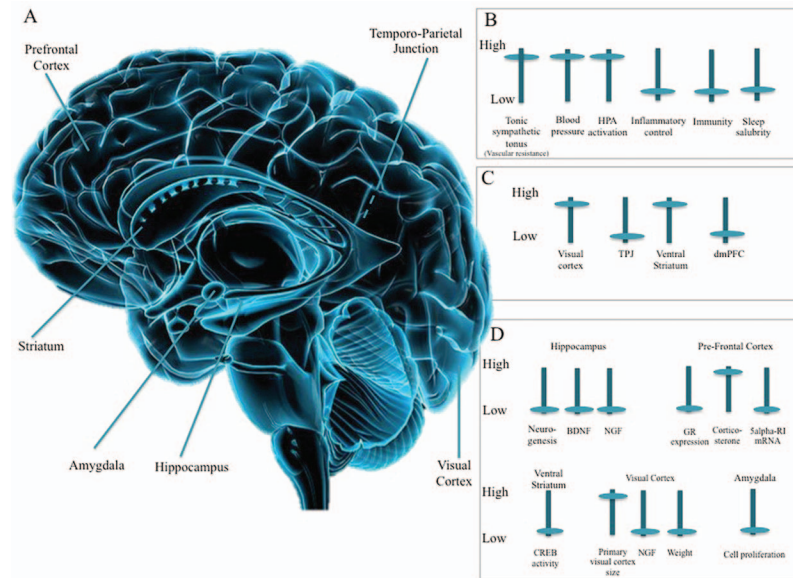 A
Prefrontal
Cortex
Temporo-Parietal
Junction
Striatum
Amygdala
Hippocampus
Visual
Cortex
B
High
Low
Tonic
sympathetic
tonus
(Vascular resistance)
Blood
pressure
HPA
activation
Inflammatory
control
Immunity
Sleep
salubrity
C
High
Low
Visual
cortex
TPJ
Ventral
Striatum
dmPFC
D
Hippocampus
Pre-Frontal Cortex
High
Low
Neuro-
genesis
BDNF
NGF
GR
expression
Cortico-
sterone
5alpha-RI
mRNA
Ventral
Striatum
Visual Cortex
Amygdala
High
Low
CREB
activity
Primary
visual cortex
size
NGF
Weight
Cell proliferation